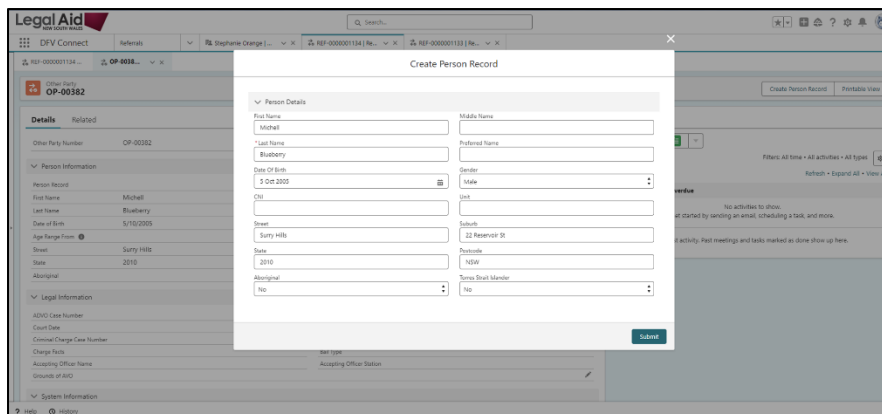 Legal Aid
NEW SOUTH WALES
Search...
DFV Connect
Referrals
Stephanie Orange |...
REF-0000001134 | Re...
REF-0000001133 | Re...
REF-0000001134 ...
OP-0038...
Other Party
OP-00382
Create Person Record
Printable View
Details
Related
Other Party Number
OP-00382
Person Information
Person Record
First Name
Michell
Last Name
Blueberry
Date of Birth
5/10/2005
Age Range From
Street
Surry Hills
State
2010
Aboriginal
Legal Information
ADVO Case Number
Court Date
Criminal Charge Case Number
Charge Facts
Accepting Officer Name
Grounds of AVO
Bail Type
Accepting Officer Station
System Information
Create Person Record
Person Details
First Name
Michell
Middle Name
*Last Name
Blueberry
Preferred Name
Date Of Birth
5 Oct 2005
Gender
Male
CNI
Unit
Street
Surry Hills
Suburb
22 Reservoir St
State
2010
Postcode
NSW
Aboriginal
No
Torres Strait Islander
No
Submit
Filters: All time • All activities • All types
Refresh • Expand All • View
No activities to show.
started by sending an email, scheduling a task, and more.
activity. Past meetings and tasks marked as done show up here.
Help
History